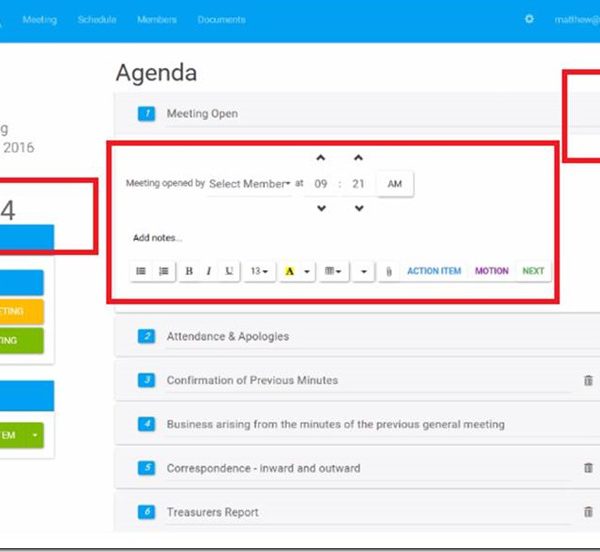 Meeting Schedule Members Documents matthew@
Agenda
1 Meeting Open
g
2016
4
Meeting opened by Select Member at 09 : 21 AM
Add notes...
B I U 13 A ACTION ITEM MOTION NEXT
ETING
ING
2 Attendance & Apologies
3 Confirmation of Previous Minutes
4 Business arising from the minutes of the previous general meeting
EM
5 Correspondence - inward and outward
6 Treasurers Report